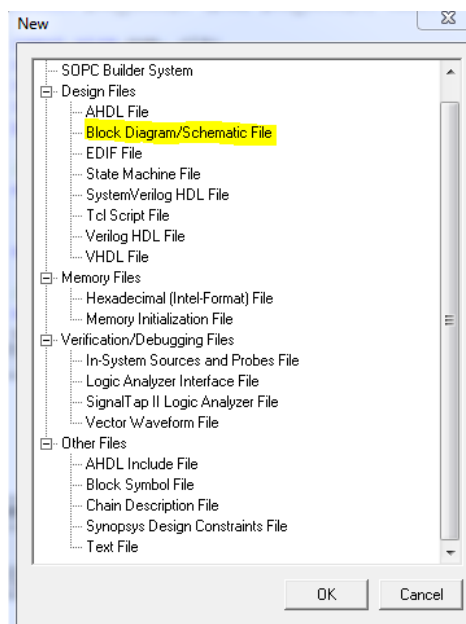 New
SOPC Builder System
Design Files
AHDL File
Block Diagram/Schematic File
EDIF File
State Machine File
SystemVerilog HDL File
Tcl Script File
Verilog HDL File
VHDL File
Memory Files
Hexadecimal (Intel-Format) File
Memory Initialization File
Verification/Debugging Files
In-System Sources and Probes File
Logic Analyzer Interface File
SignalTap II Logic Analyzer File
Vector Waveform File
Other Files
AHDL Include File
Block Symbol File
Chain Description File
Synopsys Design Constraints File
Text File
OK Cancel